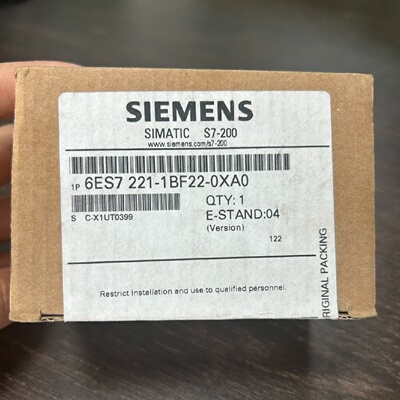 SIEMENS
SIMATIC S7-200
www.siemens.com/s7-200
1P 6ES7 221-1BF22-0XA0
QTY: 1
S C-X1UT0399
E-STAND:04
(Version)
122
Restrict Installation and use to qualified personnel.
RIGINAL PACKING